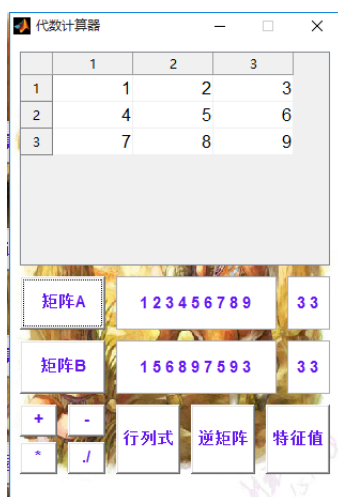 代数计算器
1 2 3
1 1 2 3
2 4 5 6
3 7 8 9
矩阵A 1 2 3 4 5 6 7 8 9 3 3
矩阵B 1 5 6 8 9 7 5 9 3 3 3
+ -
行列式 逆矩阵 特征值
* ./